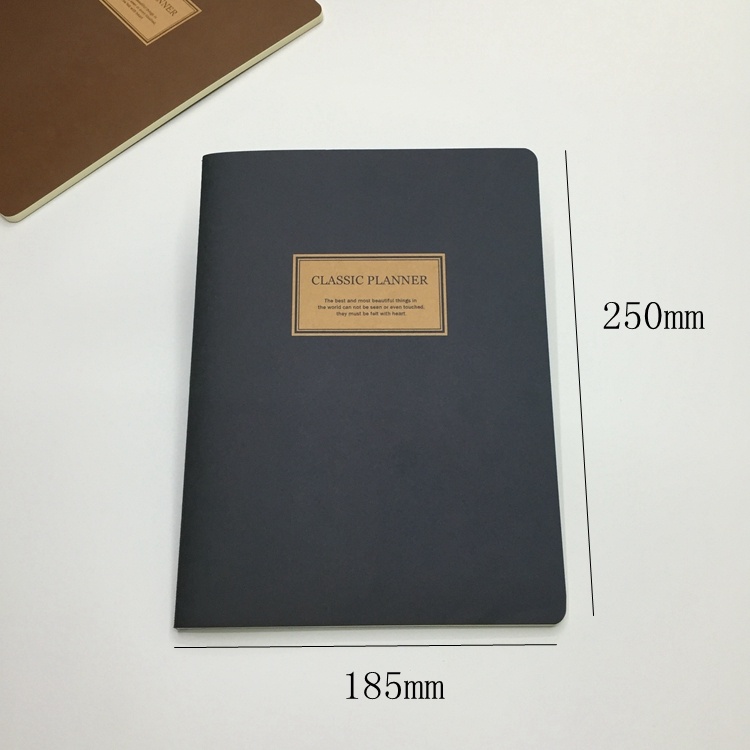 PLANNER
CLASSIC PLANNER
The best and most beautiful things in
the world can not be seen or even touched,
they must be felt with heart.
250mm
185mm